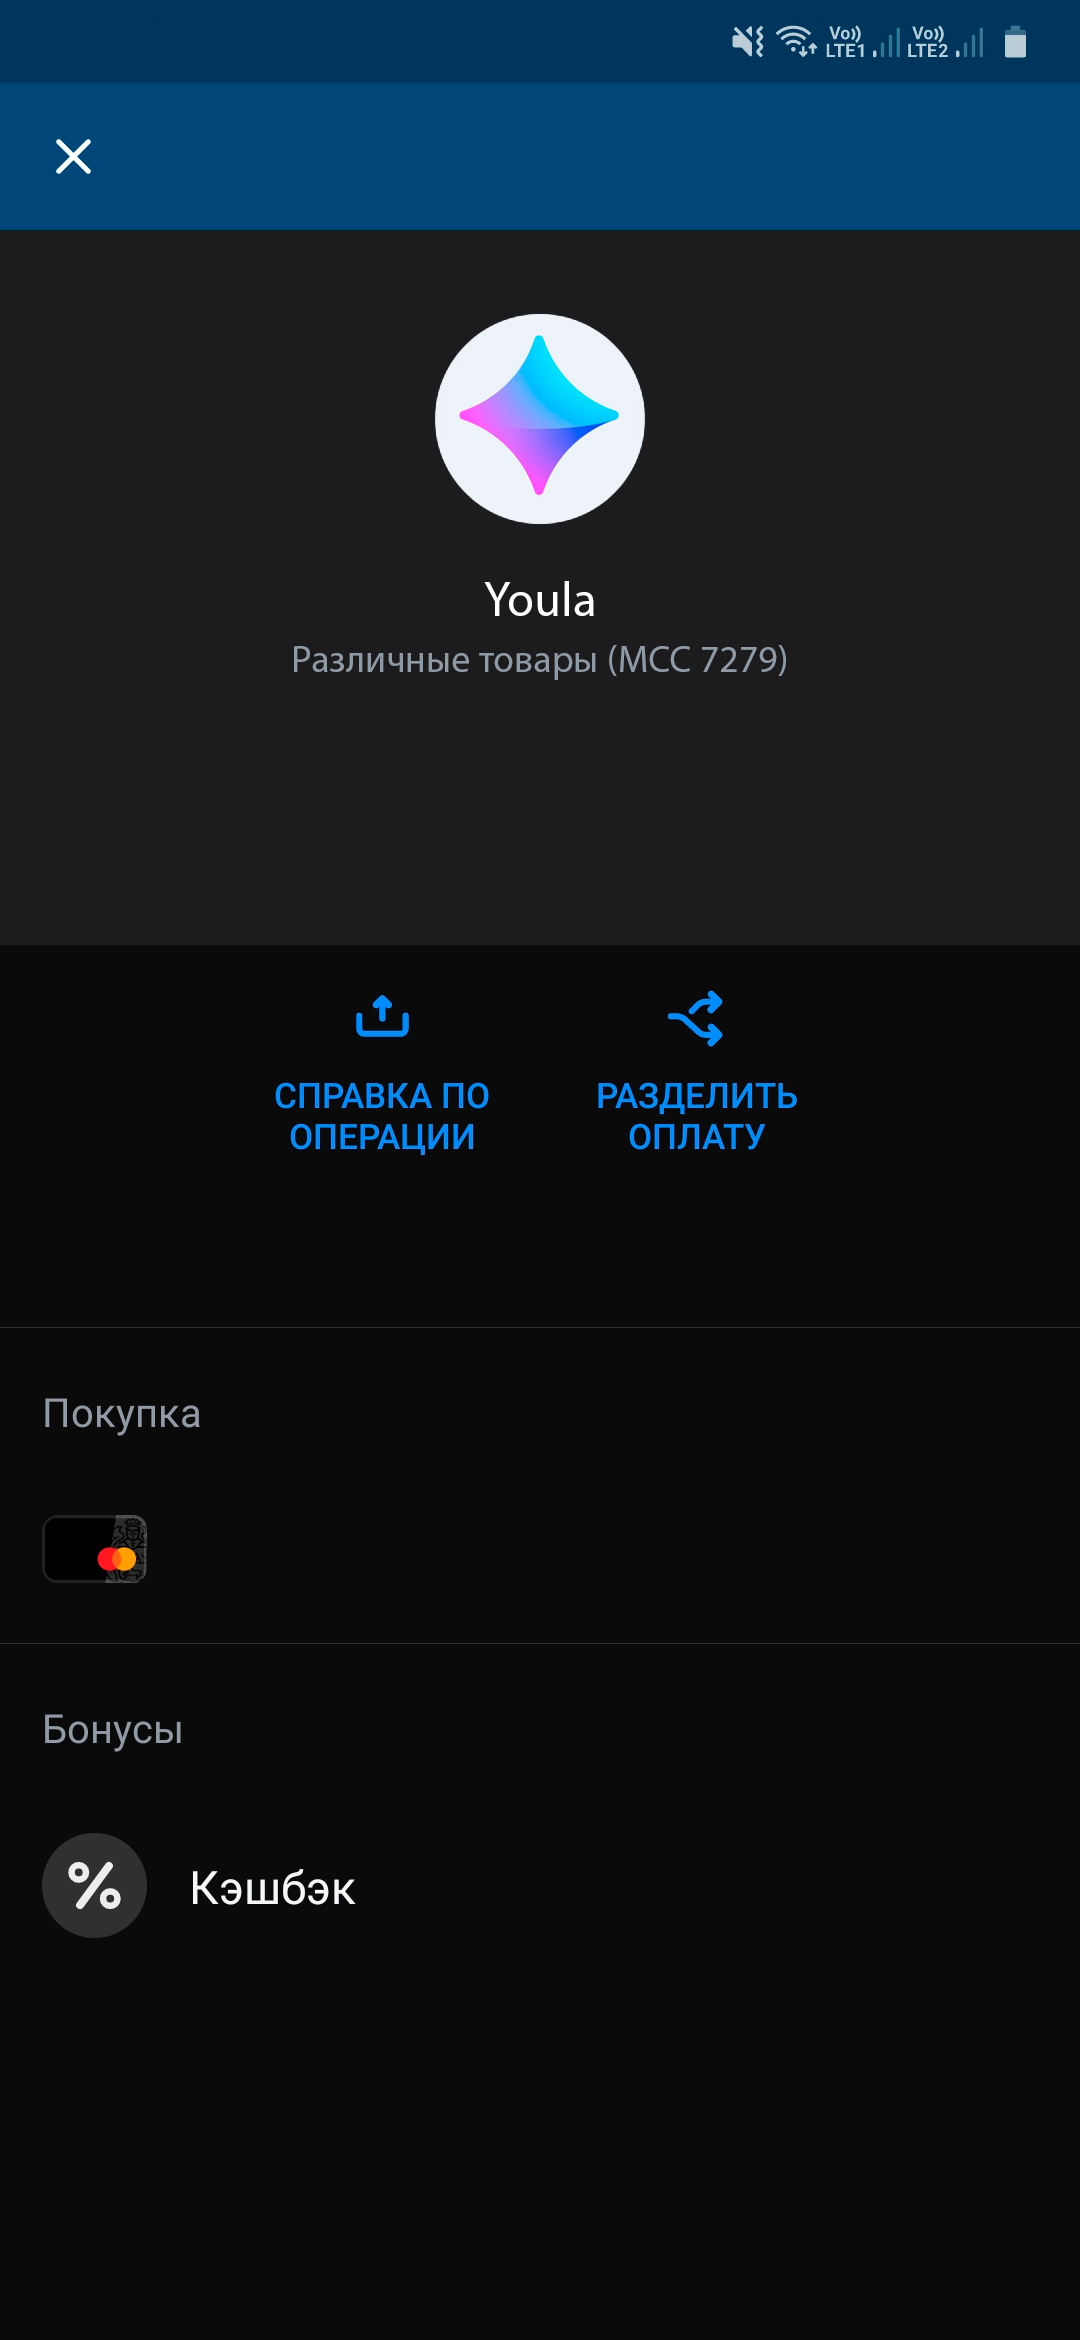 Vo)) LTE1 Vo)) LTE2
Youla
Различные товары (MCC 7279)
СПРАВКА ПО
ОПЕРАЦИИ
РАЗДЕЛИТЬ
ОПЛАТУ
Покупка
Бонусы
Кэшбэк